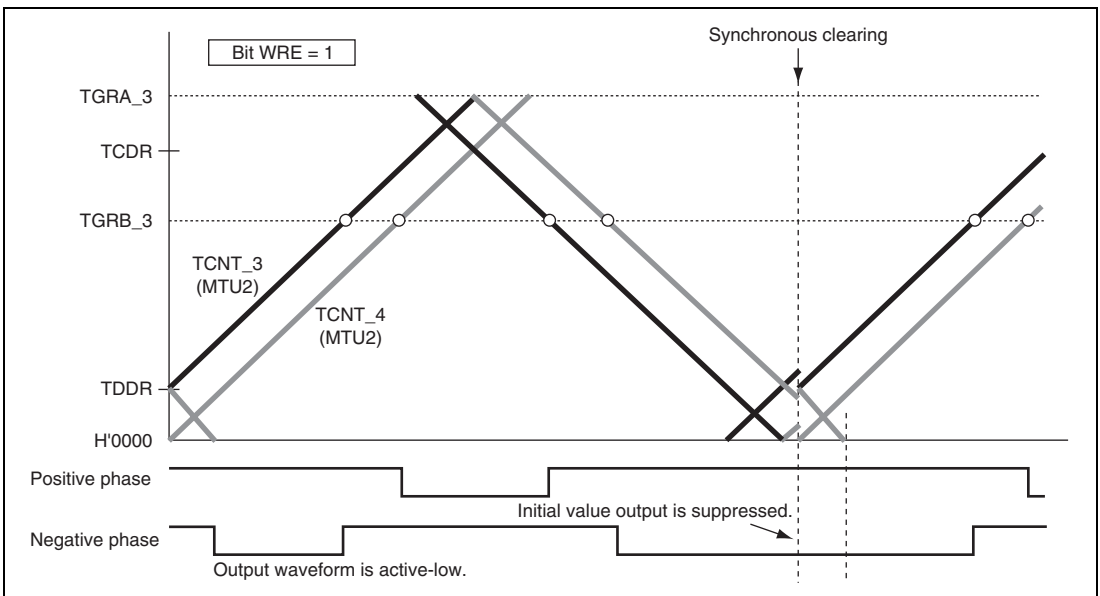 Synchronous clearing
Bit WRE = 1
TGRA_3
TCDR
TGRB_3
TCNT_3
(MTU2)
TCNT_4
(MTU2)
TDDR
H'0000
Positive phase
Initial value output is suppressed.
Negative phase
Output waveform is active-low.